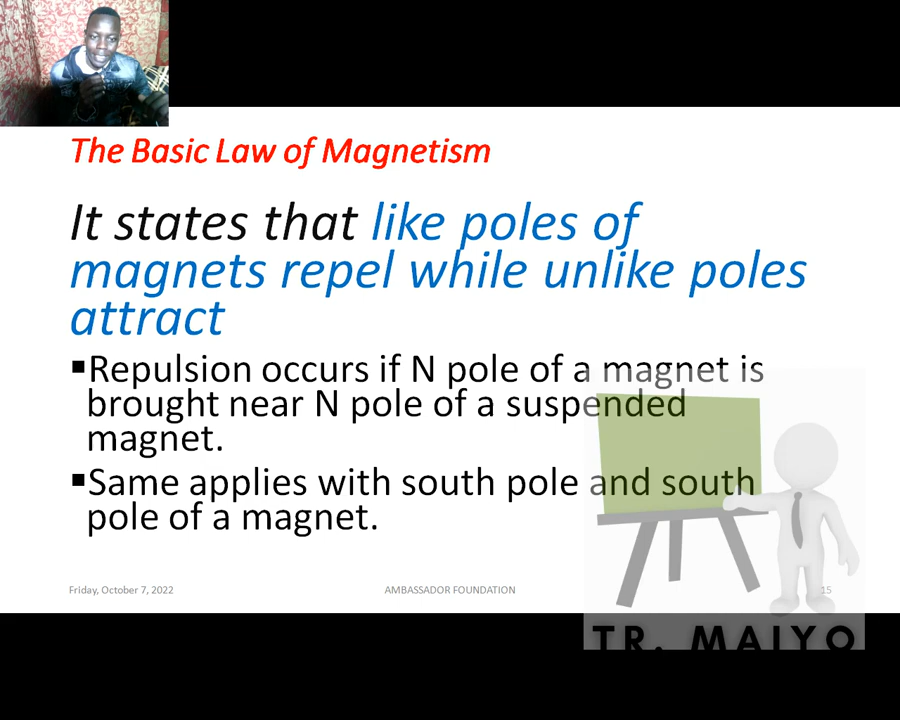 The Basic Law of Magnetism
It states that like poles of
magnets repel while unlike poles
attract
▪Repulsion occurs if N pole of a magnet is
brought near N pole of a suspended
magnet.
▪Same applies with south pole and south
pole of a magnet.
Friday, October 7, 2022 AMBASSADOR FOUNDATION 15
TR. MAIYO